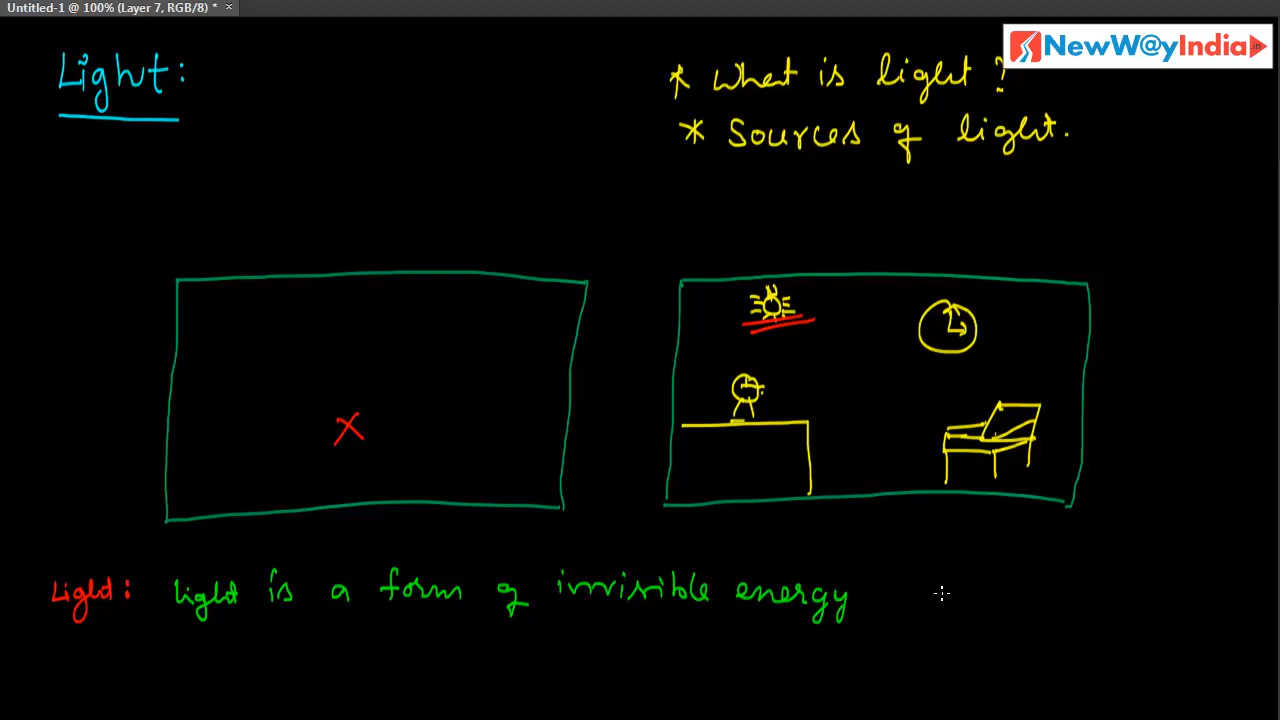 Untitled-1 @ 100% (Layer 7, RGB/8) *
NewW@yIndia.in
Light:
* What is light ?
* Sources of light.
Light: Light is a form of invisible energy